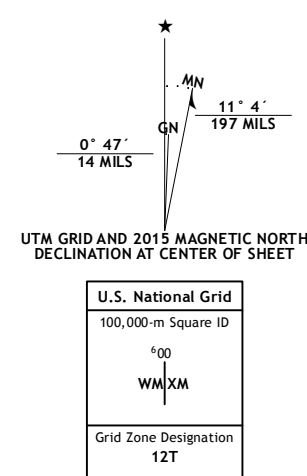 ★
MN
GN
11° 4´
197 MILS
0° 47´
14 MILS
UTM GRID AND 2015 MAGNETIC NORTH
DECLINATION AT CENTER OF SHEET
U.S. National Grid
100,000-m Square ID
⁶00
WM XM
Grid Zone Designation
12T